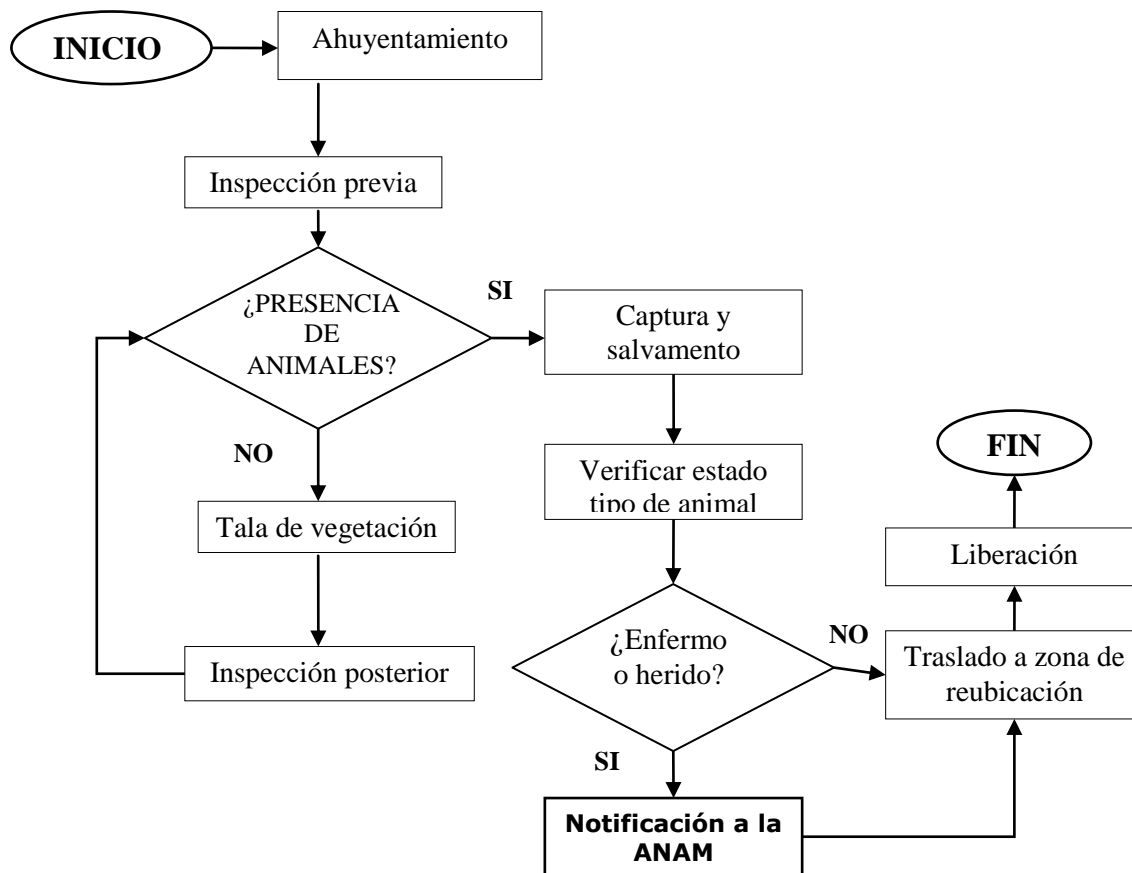 INICIO
Ahuyentamiento
Inspección previa
¿PRESENCIA
DE
ANIMALES?
SI
Captura y
salvamento
NO
Verificar estado
tipo de animal
FIN
Tala de vegetación
Liberación
¿Enfermo
o herido?
NO
Traslado a zona de
reubicación
Inspección posterior
SI
Notificación a la
ANAM